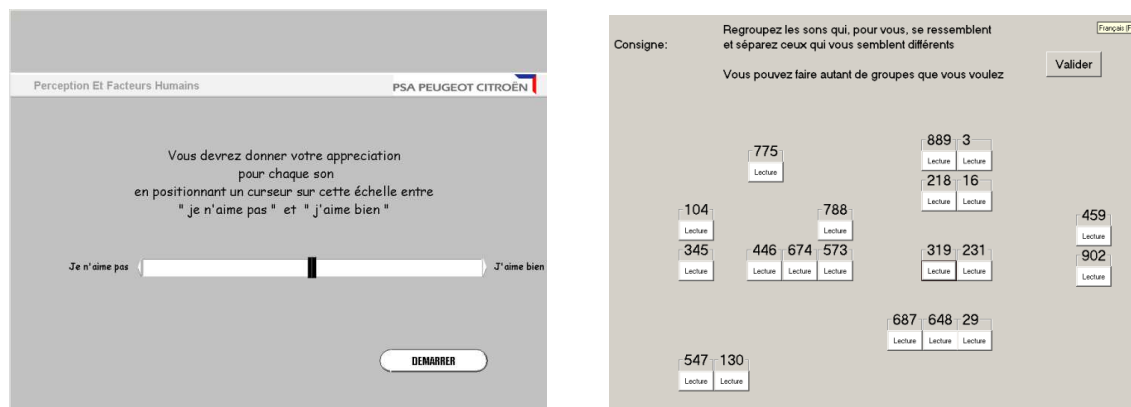 Perception Et Facteurs Humains
PSA PEUGEOT CITROËN
Vous devrez donner votre appreciation
pour chaque son
en positionnant un curseur sur cette échelle entre
" je n'aime pas " et " j'aime bien "
Je n'aime pas
J'aime bien
DEMARRER
Consigne:
Regroupez les sons qui, pour vous, se ressemblent
et séparez ceux qui vous semblent différents
Vous pouvez faire autant de groupes que vous voulez
Français (F
Valider
889 3
Lecture Lecture
775
Lecture
218 16
Lecture Lecture
104 788
Lecture Lecture
459
Lecture
345 446 674 573 319 231
Lecture Lecture Lecture Lecture Lecture Lecture
902
Lecture
687 648 29
Lecture Lecture Lecture
547 130
Lecture Lecture